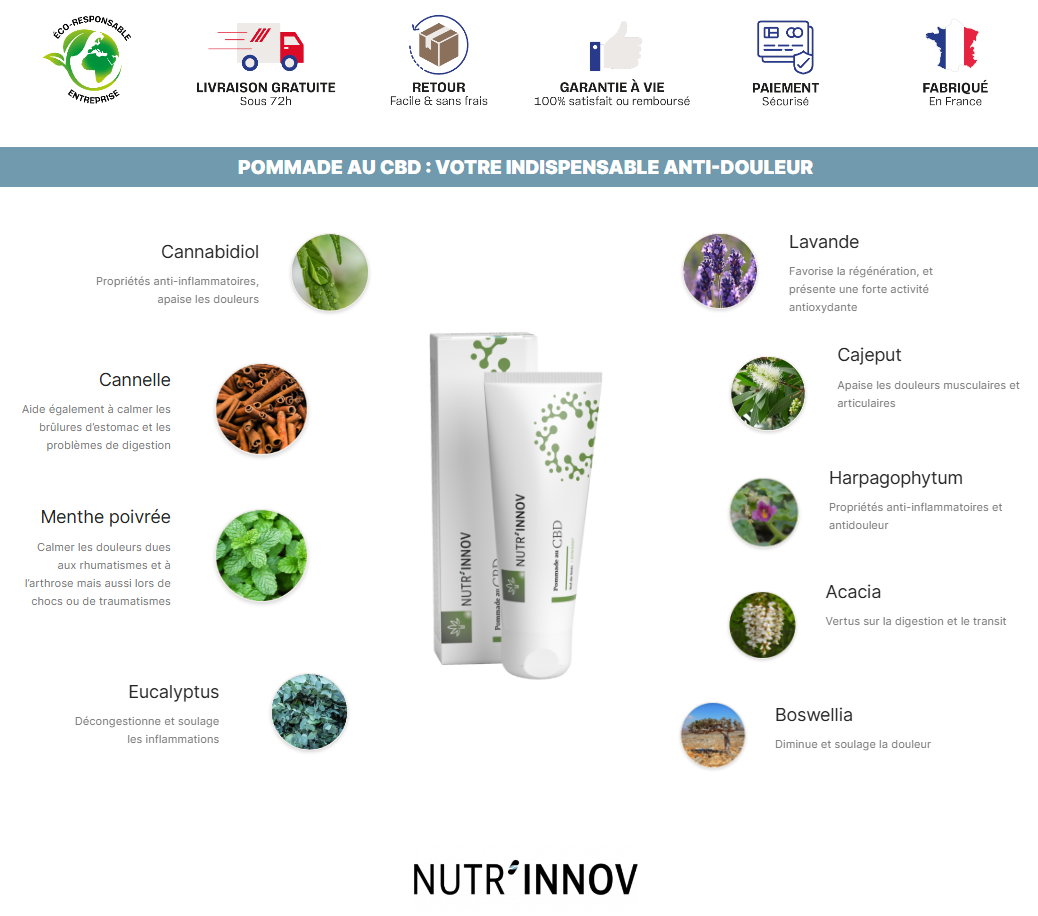 ÉCO-RESPONSABLE
ENTREPRISE
LIVRAISON GRATUITE
Sous 72h
RETOUR
Facile & sans frais
GARANTIE À VIE
100% satisfait ou remboursé
PAIEMENT
Sécurisé
FABRIQUÉ
En France
POMMADE AU CBD : VOTRE INDISPENSABLE ANTI-DOULEUR
Cannabidiol
Propriétés anti-inflammatoires,
apaise les douleurs
Cannelle
Aide également à calmer les
brûlures d'estomac et les
problèmes de digestion
Menthe poivrée
Calmer les douleurs dues
aux rhumatismes et à
l'arthrose mais aussi lors de
chocs ou de traumatismes
Eucalyptus
Décongestionne et soulage
les inflammations
NUTR'INNOV
Pommade au CBD
NUTR'INNOV
Pommade au CBD
Lavande
Favorise la régénération, et
présente une forte activité
antioxydante
Cajeput
Apaise les douleurs musculaires et
articulaires
Harpagophytum
Propriétés anti-inflammatoires et
antidouleur
Acacia
Vertus sur la digestion et le transit
Boswellia
Diminue et soulage la douleur
NUTR'INNOV